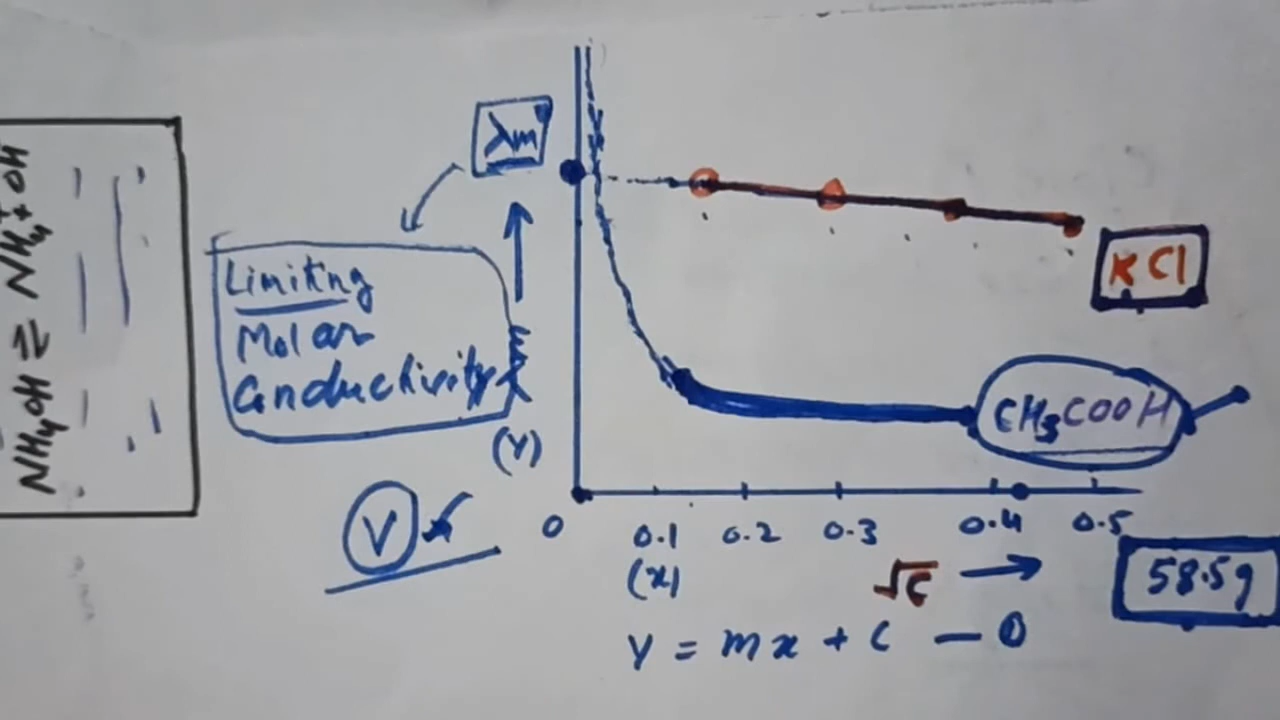 NH4OH ⇌ NH4+ + OH
λm°
Limiting
Molar
Conductivity
λ
(Y)
V
KCl
CH3COOH
0 0.1 0.2 0.3 0.4 0.5
(x)
√C →
58.5g
Y = mx + C — ①